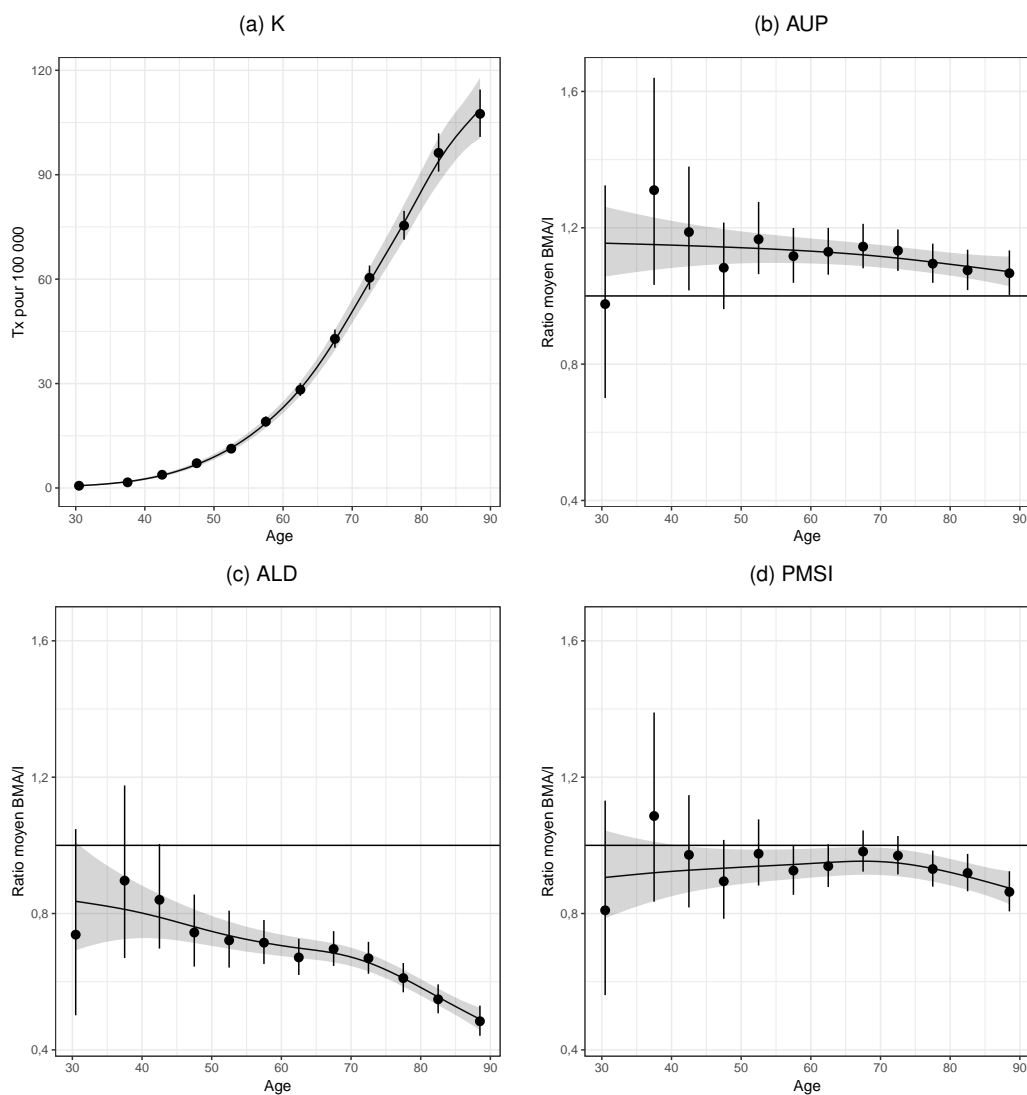 (a) K
Tx pour 100 000
120
90
60
30
0
30 40 50 60 70 80 90
Age
(b) AUP
Ratio moyen BMA/I
1,6
1,2
0,8
0,4
30 40 50 60 70 80 90
Age
(c) ALD
Ratio moyen BMA/I
1,6
1,2
0,8
0,4
30 40 50 60 70 80 90
Age
(d) PMSI
Ratio moyen BMA/I
1,6
1,2
0,8
0,4
30 40 50 60 70 80 90
Age